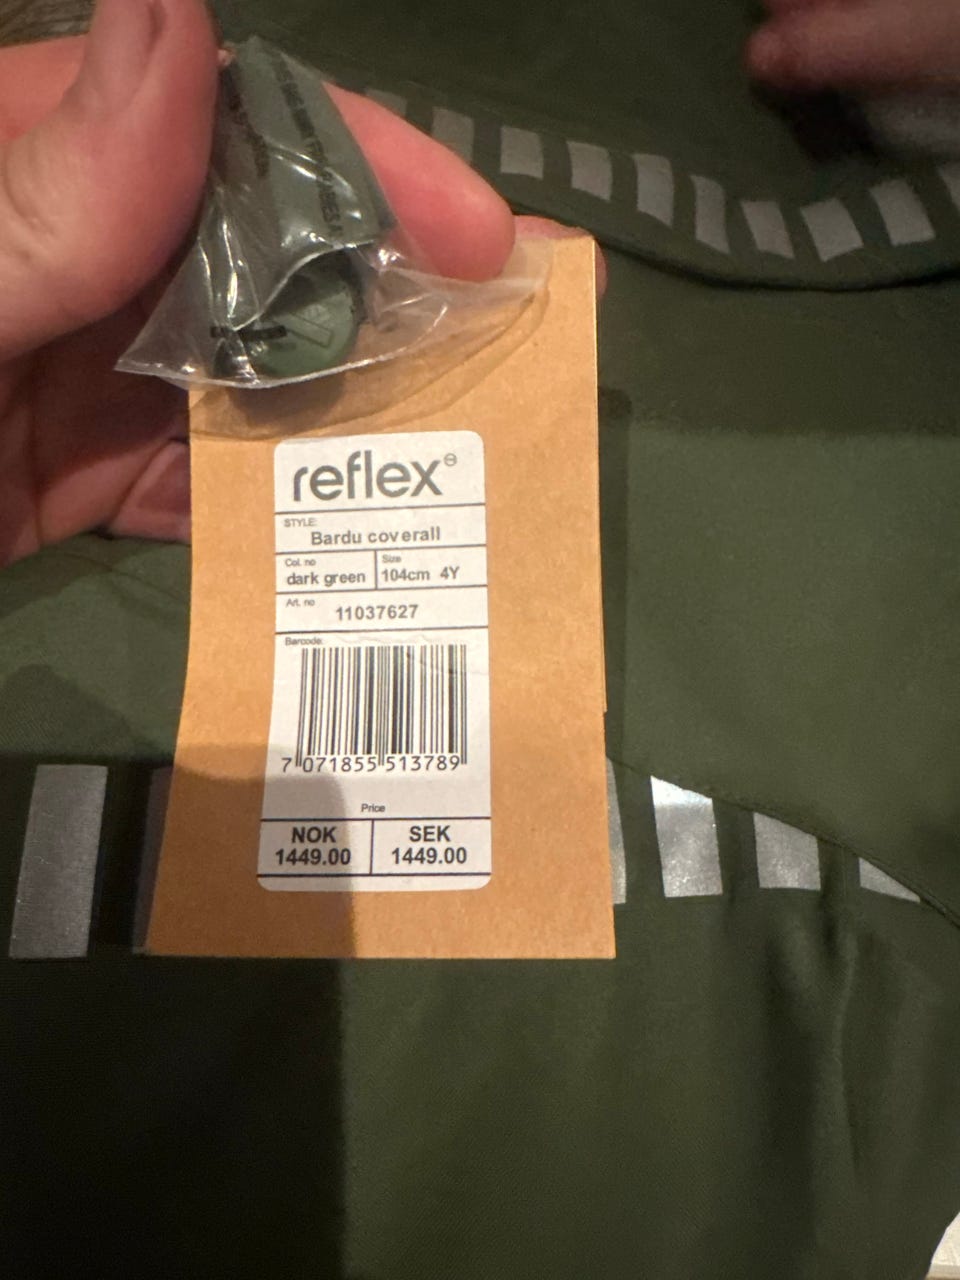 reflex
STYLE:
Bardu coverall
Col. no
dark green
Size
104cm 4Y
Art. no
11037627
Barcode:
7 071855 513789
Price
NOK
1449.00
SEK
1449.00